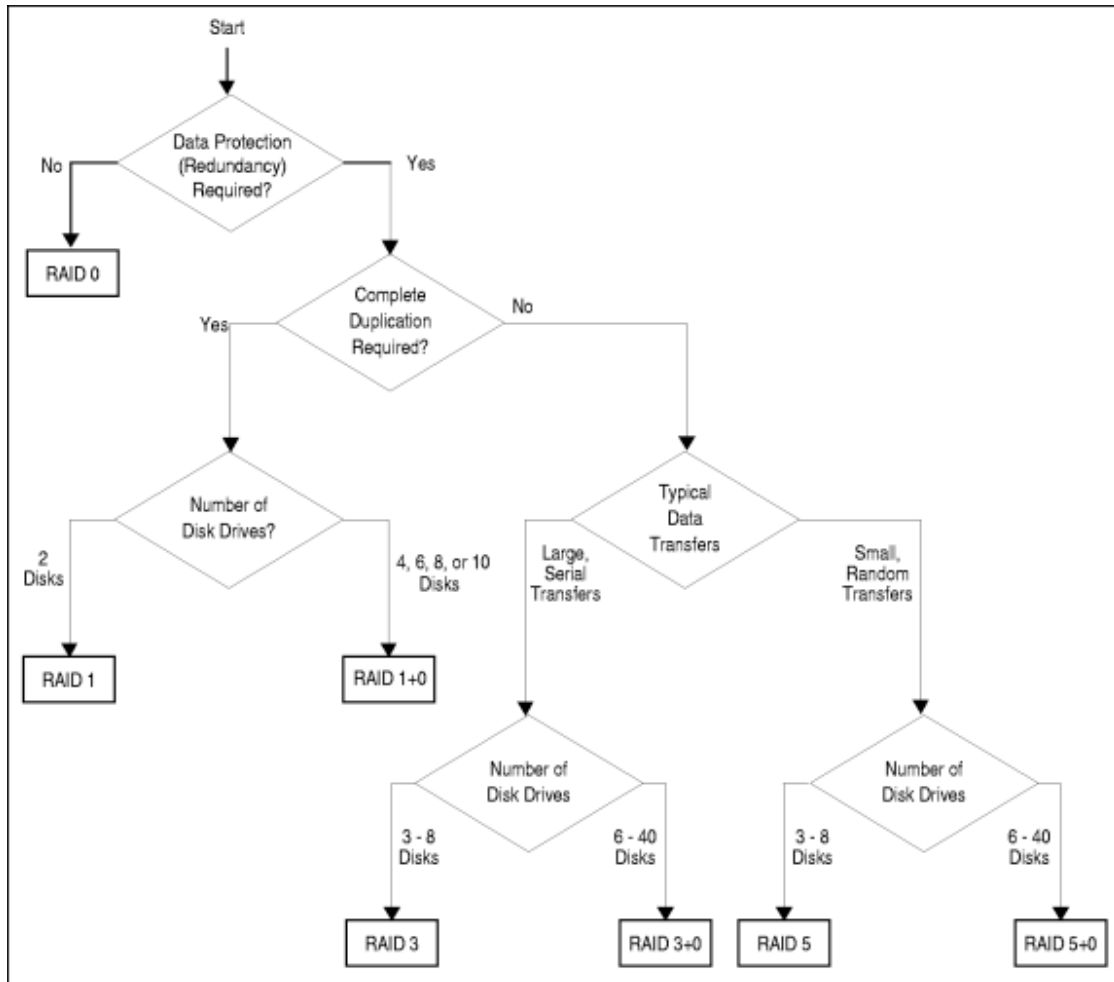 Start
Data Protection
(Redundancy)
Required?
No
Yes
RAID 0
Complete
Duplication
Required?
Yes
No
Number of
Disk Drives?
Typical
Data
Transfers
2
Disks
4, 6, 8, or 10
Disks
Large,
Serial
Transfers
Small,
Random
Transfers
RAID 1
RAID 1+0
Number of
Disk Drives
Number of
Disk Drives
3 - 8
Disks
6 - 40
Disks
3 - 8
Disks
6 - 40
Disks
RAID 3
RAID 3+0
RAID 5
RAID 5+0